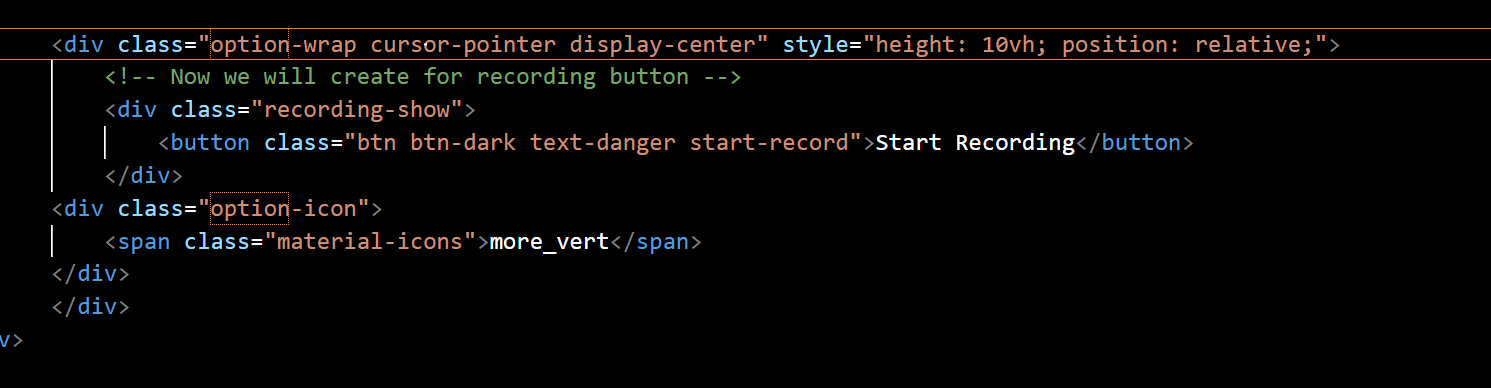 <div class="option-wrap cursor-pointer display-center" style="height: 10vh; position: relative;">
<!-- Now we will create for recording button -->
<div class="recording-show">
<button class="btn btn-dark text-danger start-record">Start Recording</button>
</div>
<div class="option-icon">
<span class="material-icons">more_vert</span>
</div>
</div>
v>